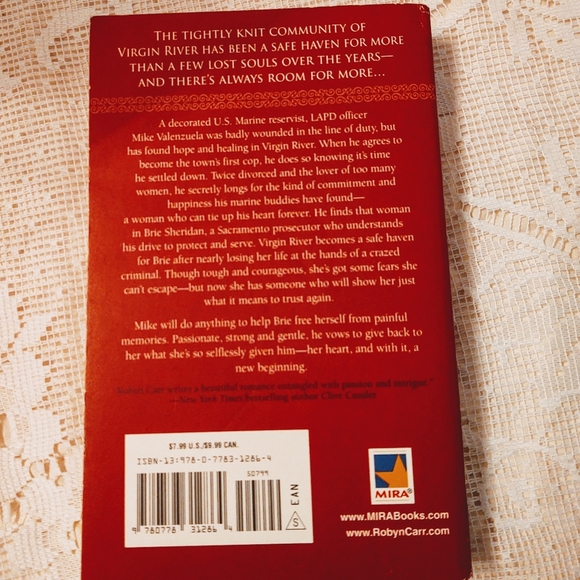 THE TIGHTLY KNIT COMMUNITY OF
VIRGIN RIVER HAS BEEN A SAFE HAVEN FOR MORE
THAN A FEW LOST SOULS OVER THE YEARS—
AND THERE'S ALWAYS ROOM FOR MORE...
A decorated U.S. Marine reservist, LAPD officer
Mike Valenzuela was badly wounded in the line of duty, but
has found hope and healing in Virgin River. When he agrees to
become the town's first cop, he does so knowing it's time
he settled down. Twice divorced and the lover of too many
women, he secretly longs for the kind of commitment and
happiness his marine buddies have found—
a woman who can tie up his heart forever. He finds that woman
in Brie Sheridan, a Sacramento prosecutor who understands
his drive to protect and serve. Virgin River becomes a safe haven
for Brie after nearly losing her life at the hands of a crazed
criminal. Though tough and courageous, she's got some fears she
can't escape—but now she has someone who will show her just
what it means to trust again.
Mike will do anything to help Brie free herself from painful
memories. Passionate, strong and gentle, he vows to give back to
her what she's so selflessly given him—her heart, and with it, a
new beginning.
"Robyn Carr writes a beautiful romance entangled with passion and intrigue."
—New York Times bestselling author Clive Cussler
$7.99 U.S./$9.99 CAN.
ISBN-13:978-0-7783-1286-4
50799
9 780778 312864
S EAN
MIRA®
www.MIRABooks.com
www.RobynCarr.com